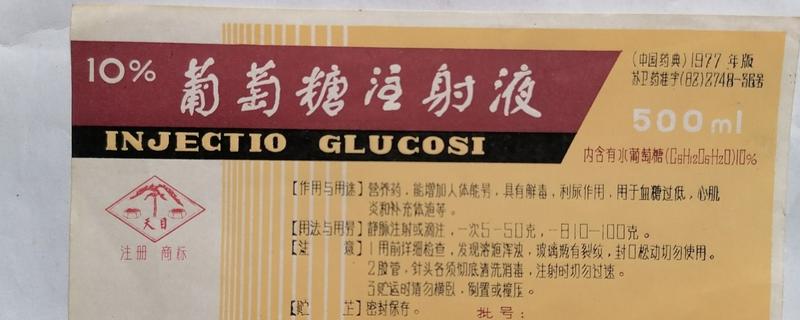 10% 葡萄糖注射液
INJECTIO GLUCOSI
(中国药典)1977年版
苏卫药准字(82)2748-36号
500ml
内含有水葡萄糖(C6H12O6H2O)10%
天目
注册 商标
【作用与用途】营养药。能增加人体能量,具有解毒,利尿作用,用于血糖过低,心肌
炎和补充体液等。
【用法与用量】静脉注射或滴注,一次5-50克,一日10-100克。
【注 意】1用前详细检查,发现溶液浑浊,玻璃瓶有裂纹,封口松动切勿使用。
2胶管,针头各须彻底清洗消毒,注射时切勿过速。
3贮运时请勿横卧,倒置或撞压。
【贮 存】密封保存。
批号: